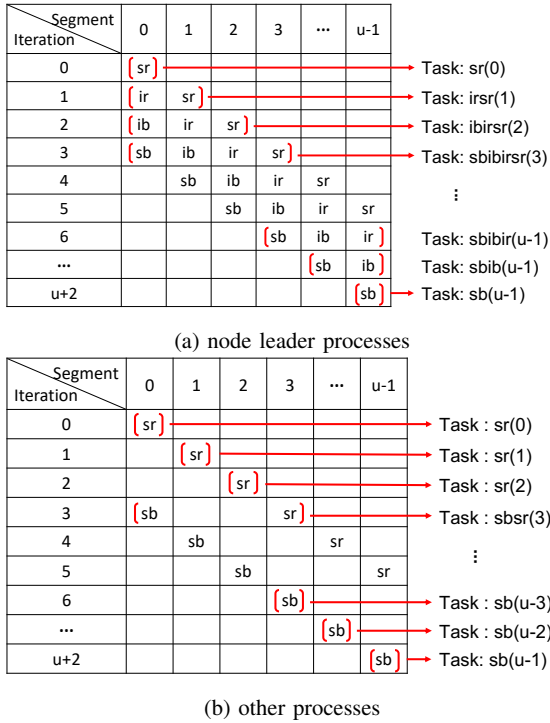 Segment
Iteration 0 1 2 3 ... u-1
0 sr Task: sr(0)
1 ir sr Task: irsr(1)
2 ib ir sr Task: ibirsr(2)
3 sb ib ir sr Task: sbibirsr(3)
4 sb ib ir sr ⋮
5 sb ib ir sr
6 sb ib ir Task: sbibir(u-1)
... sb ib Task: sbib(u-1)
u+2 sb Task: sb(u-1)
(a) node leader processes
Segment
Iteration 0 1 2 3 ... u-1
0 sr Task : sr(0)
1 sr Task : sr(1)
2 sr Task : sr(2)
3 sb sr Task : sbsr(3)
4 sb sr ⋮
5 sb sr
6 sb Task : sb(u-3)
... sb Task : sb(u-2)
u+2 sb Task: sb(u-1)
(b) other processes